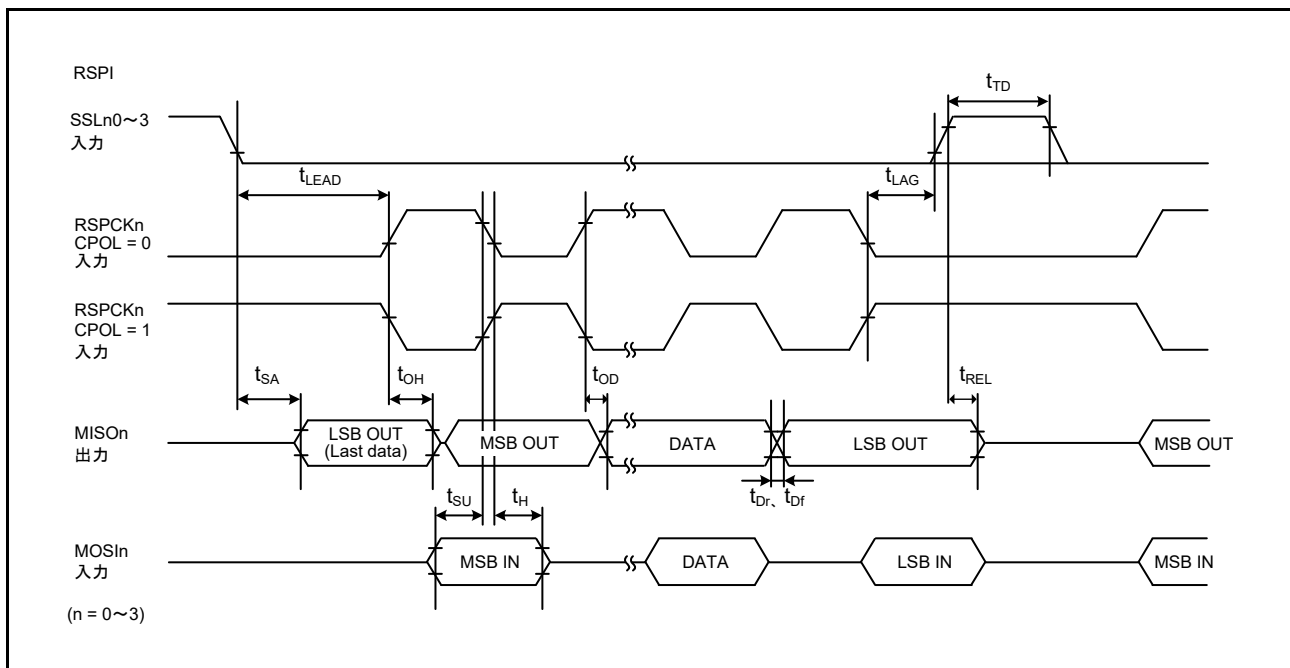 RSPI
SSLn0～3
入力
tTD
tLEAD
tLAG
RSPCKn
CPOL = 0
入力
RSPCKn
CPOL = 1
入力
tSA
tOH
tOD
tREL
MISOn
出力
LSB OUT
(Last data)
MSB OUT
DATA
LSB OUT
MSB OUT
tSU
tH
tDr、tDf
MOSIn
入力
MSB IN
DATA
LSB IN
MSB IN
(n = 0～3)